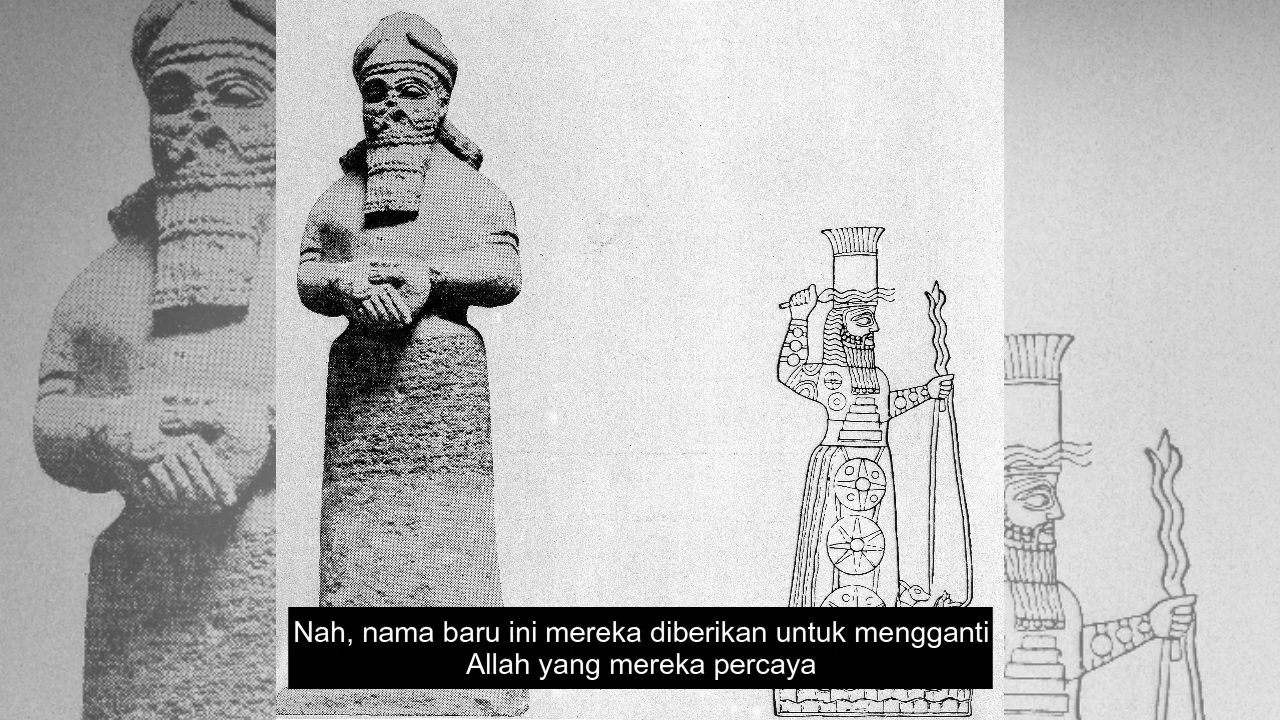 Nah, nama baru ini mereka diberikan untuk mengganti
Allah yang mereka percaya